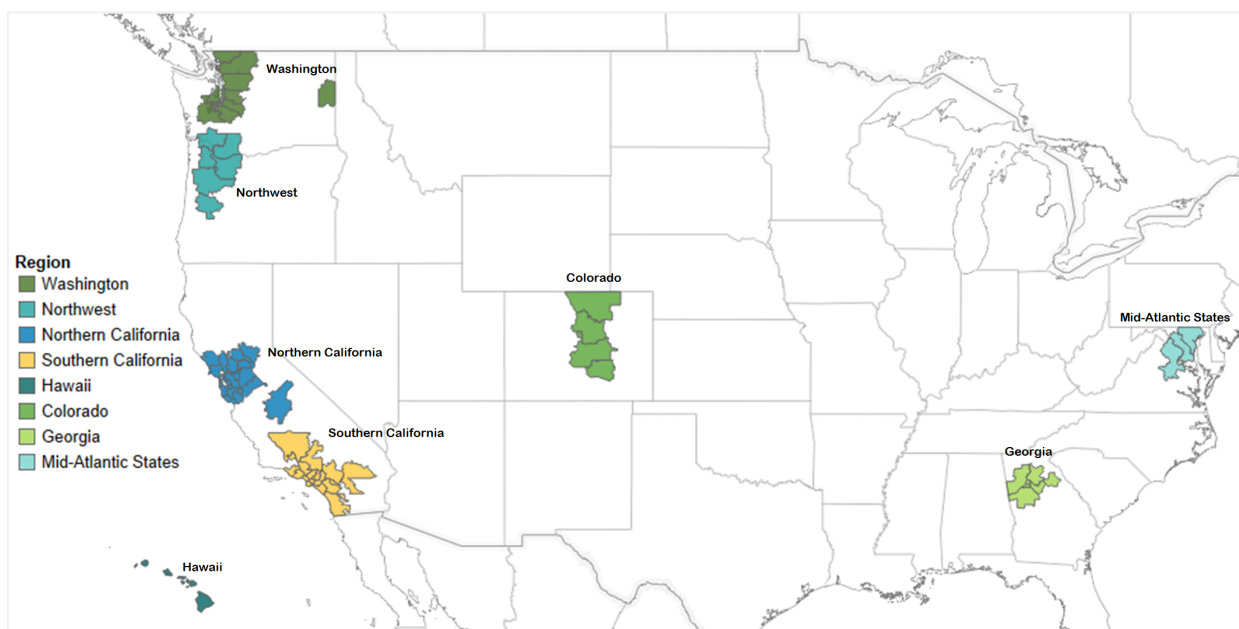 Washington
Northwest
Region
Washington
Northwest
Northern California
Southern California
Hawaii
Colorado
Georgia
Mid-Atlantic States
Colorado
Mid-Atlantic States
Northern California
Southern California
Georgia
Hawaii